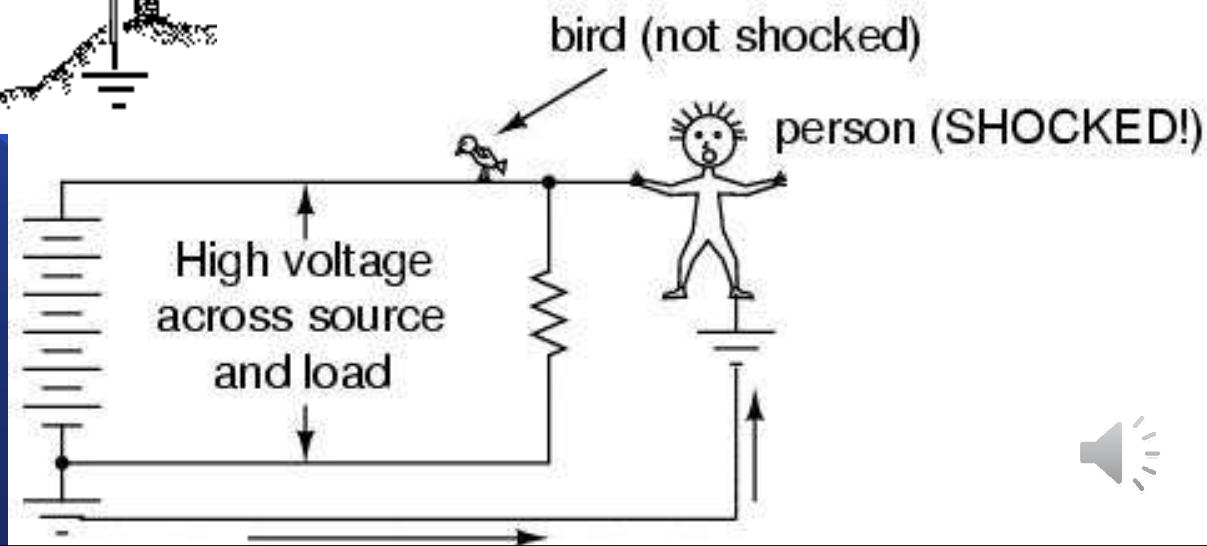 bird (not shocked)
person (SHOCKED!)
High voltage
across source
and load